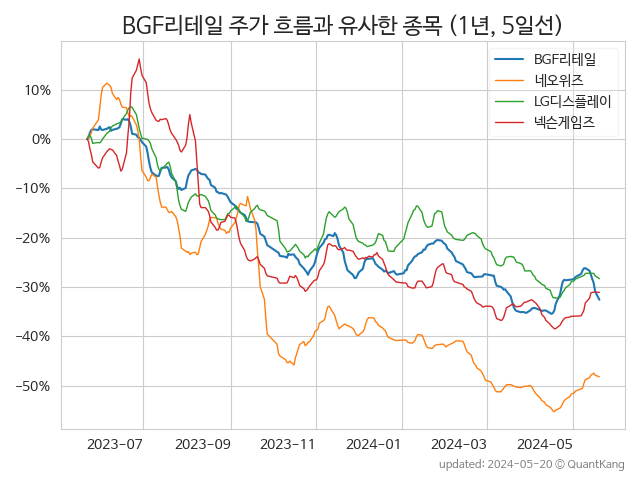 BGF리테일 주가 흐름과 유사한 종목 (1년, 5일선)
BGF리테일
네오위즈
LG디스플레이
넥슨게임즈
10%
0%
−10%
−20%
−30%
−40%
−50%
2023-07
2023-09
2023-11
2024-01
2024-03
2024-05
updated: 2024-05-20 © QuantKang